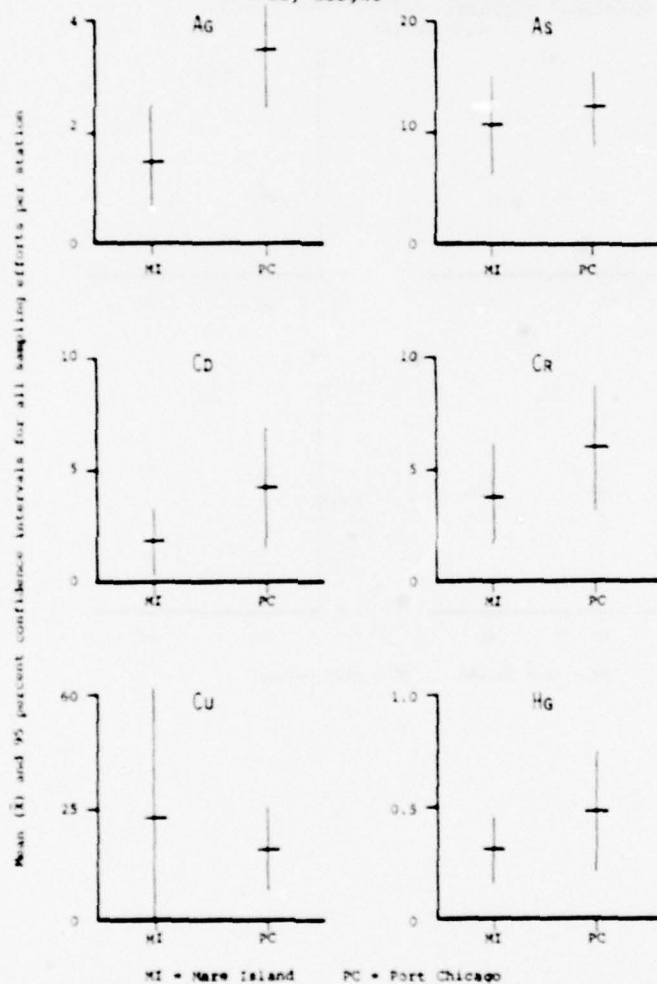 Mean (X̄) and 95 percent confidence intervals for all sampling efforts per station
AG
4
2
0
MI PC
AS
20
10
0
MI PC
CD
10
5
0
MI PC
CR
10
5
0
MI PC
CU
60
25
0
MI PC
HG
1.0
0.5
0
MI PC
MI = Mare Island PC = Port Chicago